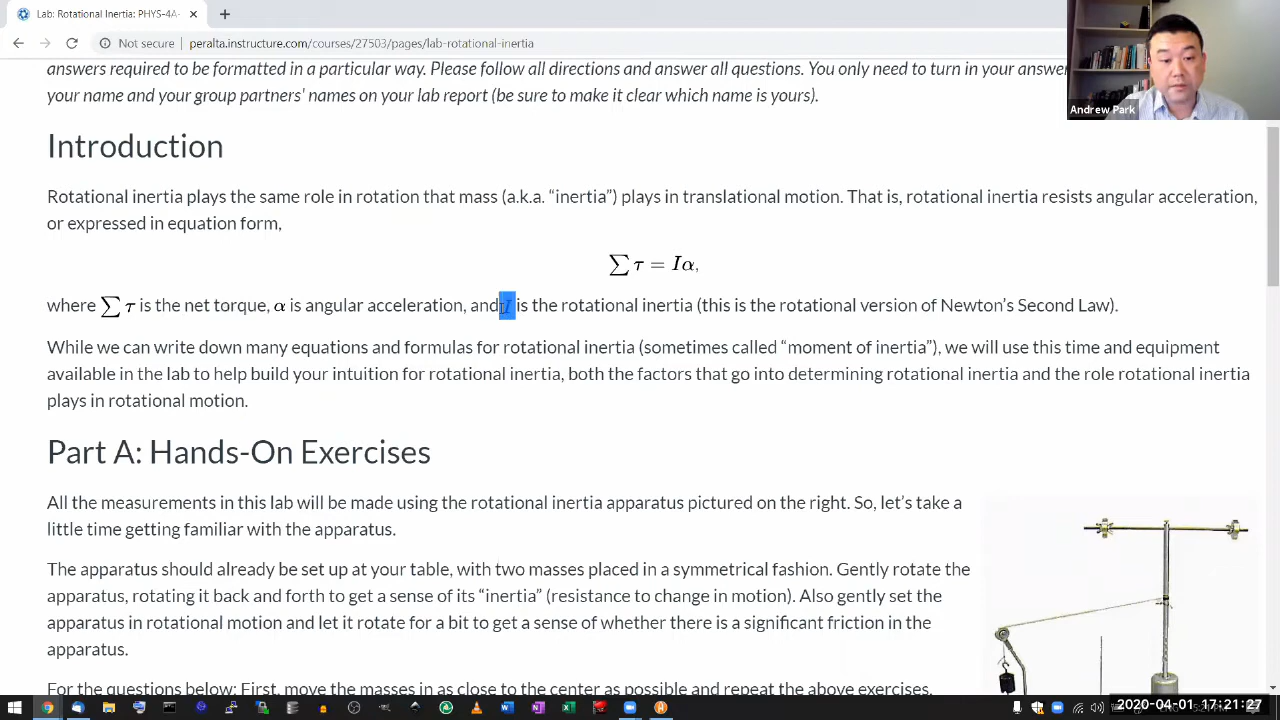 Lab: Rotational Inertia: PHYS-4A-
Not secure | peralta.instructure.com/courses/27503/pages/lab-rotational-inertia
answers required to be formatted in a particular way. Please follow all directions and answer all questions. You only need to turn in your answer
your name and your group partners' names on your lab report (be sure to make it clear which name is yours).
Andrew Park
Introduction
Rotational inertia plays the same role in rotation that mass (a.k.a. “inertia”) plays in translational motion. That is, rotational inertia resists angular acceleration,
or expressed in equation form,
∑ τ = Iα,
where ∑ τ is the net torque, α is angular acceleration, and I is the rotational inertia (this is the rotational version of Newton’s Second Law).
While we can write down many equations and formulas for rotational inertia (sometimes called “moment of inertia”), we will use this time and equipment
available in the lab to help build your intuition for rotational inertia, both the factors that go into determining rotational inertia and the role rotational inertia
plays in rotational motion.
Part A: Hands-On Exercises
All the measurements in this lab will be made using the rotational inertia apparatus pictured on the right. So, let’s take a
little time getting familiar with the apparatus.
The apparatus should already be set up at your table, with two masses placed in a symmetrical fashion. Gently rotate the
apparatus, rotating it back and forth to get a sense of its “inertia” (resistance to change in motion). Also gently set the
apparatus in rotational motion and let it rotate for a bit to get a sense of whether there is a significant friction in the
apparatus.
For the questions below: First, move the masses in as close to the center as possible and repeat the above exercises.
2020-04-01 17:21:27